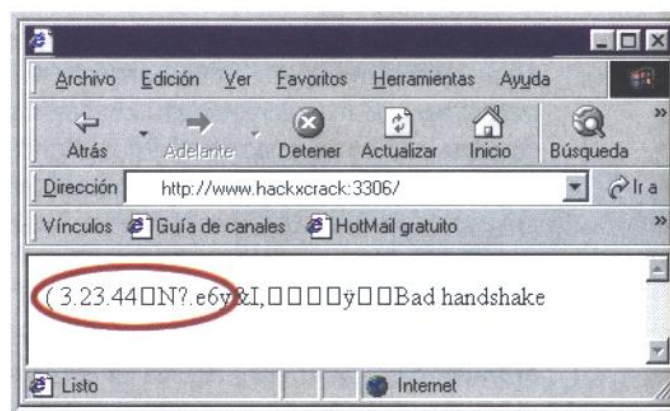 Archivo Edición Ver Favoritos Herramientas Ayuda
Atrás Adelante Detener Actualizar Inicio Búsqueda »
Dirección http://www.hackxcrack:3306/ Ir a
Vínculos Guía de canales HotMail gratuito »
( 3.23.44□N?.e6y&I,□□□□ÿ□□Bad handshake
Listo Internet